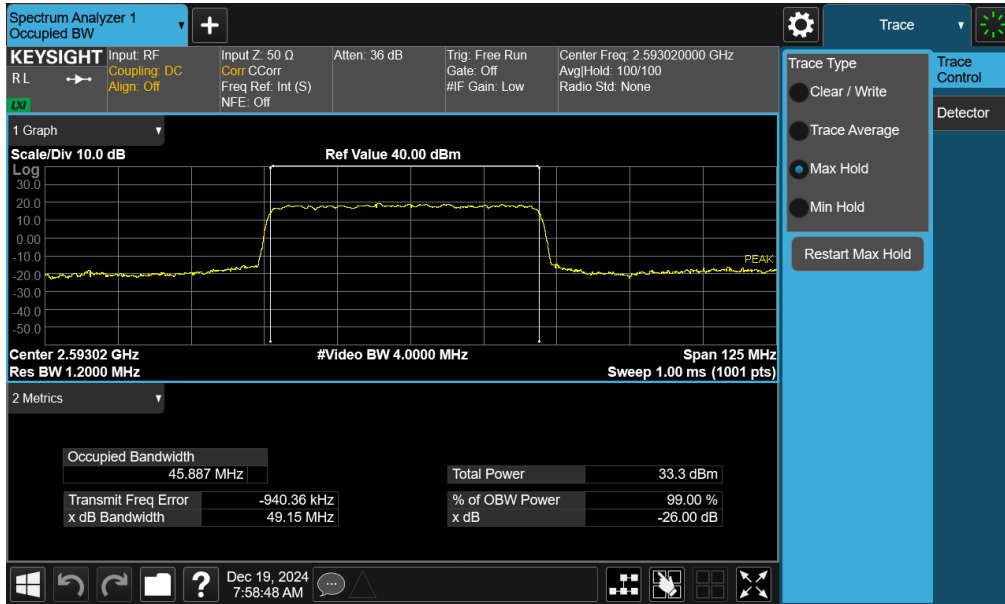 Spectrum Analyzer 1
Occupied BW
+
Trace
KEYSIGHT
RL
LXI
Input: RF
Coupling: DC
Align: Off
Input Z: 50 Ω
Corr CCorr
Freq Ref: Int (S)
NFE: Off
Atten: 36 dB
Trig: Free Run
Gate: Off
#IF Gain: Low
Center Freq: 2.593020000 GHz
Avg|Hold: 100/100
Radio Std: None
1 Graph
Scale/Div 10.0 dB
Ref Value 40.00 dBm
Log
30.0
20.0
10.0
0.00
-10.0
-20.0
-30.0
-40.0
-50.0
PEAK
Center 2.59302 GHz
#Video BW 4.0000 MHz
Span 125 MHz
Res BW 1.2000 MHz
Sweep 1.00 ms (1001 pts)
2 Metrics
Occupied Bandwidth
45.887 MHz
Total Power 33.3 dBm
Transmit Freq Error -940.36 kHz
% of OBW Power 99.00 %
x dB Bandwidth 49.15 MHz
x dB -26.00 dB
Trace Type
Clear / Write
Trace Average
Max Hold
Min Hold
Restart Max Hold
Trace
Control
Detector
?
Dec 19, 2024
7:58:48 AM